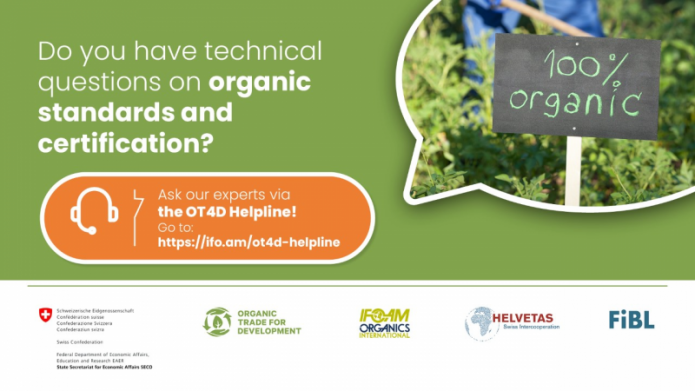 Do you have technical
questions on organic
standards and
certification?
Ask our experts via
the OT4D Helpline!
Go to:
https://ifo.am/ot4d-helpline
100%
organic
Schweizerische Eidgenossenschaft
Confédération suisse
Confederazione Svizzera
Confederaziun svizra
Swiss Confederation
Federal Department of Economic Affairs,
Education and Research EAER
State Secretariat for Economic Affairs SECO
ORGANIC
TRADE FOR
DEVELOPMENT
IFOAM
ORGANICS
INTERNATIONAL
HELVETAS
Swiss Intercooperation
FiBL